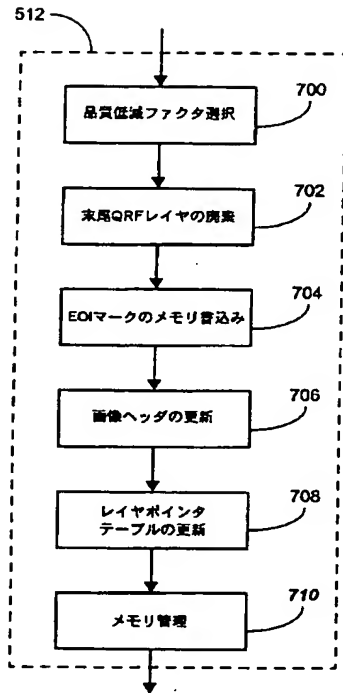 512
品質低減ファクタ選択
700
末尾QRFレイヤの廃棄
702
EOIマークのメモリ書込み
704
画像ヘッダの更新
706
レイヤポインタ
テーブルの更新
708
メモリ管理
710